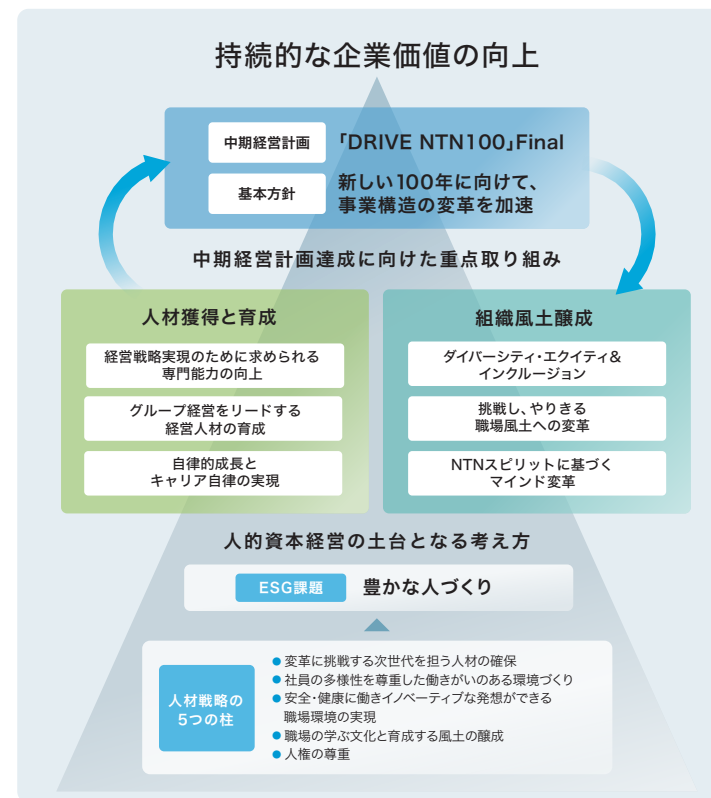 持続的な企業価値の向上
中期経営計画
「DRIVE NTN100」Final
基本方針
新しい100年に向けて、
事業構造の変革を加速
中期経営計画達成に向けた重点取り組み
人材獲得と育成
経営戦略実現のために求められる
専門能力の向上
グループ経営をリードする
経営人材の育成
自律的成長と
キャリア自律の実現
組織風土醸成
ダイバーシティ・エクイティ&
インクルージョン
挑戦し、やりきる
職場風土への変革
NTNスピリットに基づく
マインド変革
人的資本経営の土台となる考え方
ESG課題
豊かな人づくり
人材戦略の
5つの柱
● 変革に挑戦する次世代を担う人材の確保
● 社員の多様性を尊重した働きがいのある環境づくり
● 安全・健康に働きイノベーティブな発想ができる
職場環境の実現
● 職場の学ぶ文化と育成する風土の醸成
● 人権の尊重